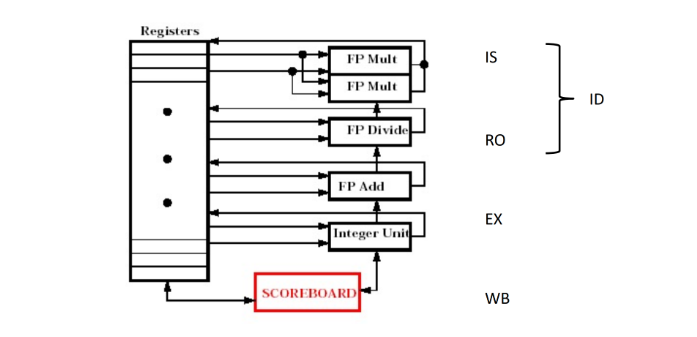 Registers
FP Mult
FP Mult
FP Divide
FP Add
Integer Unit
SCOREBOARD
IS
ID
RO
EX
WB